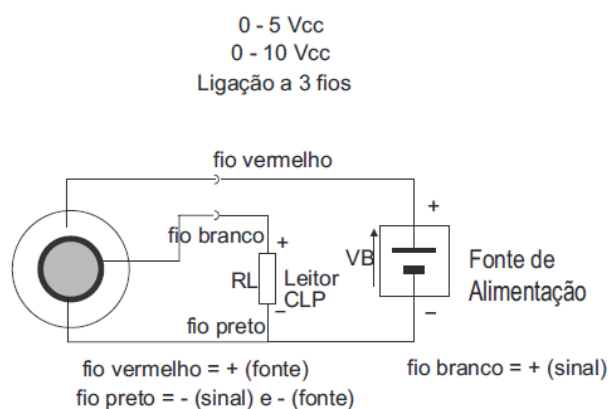 0 - 5 Vcc
0 - 10 Vcc
Ligação a 3 fios
fio vermelho
fio branco
+
+
RL
Leitor
CLP
VB
Fonte de
Alimentação
−
−
fio preto
fio vermelho = + (fonte)
fio branco = + (sinal)
fio preto = - (sinal) e - (fonte)